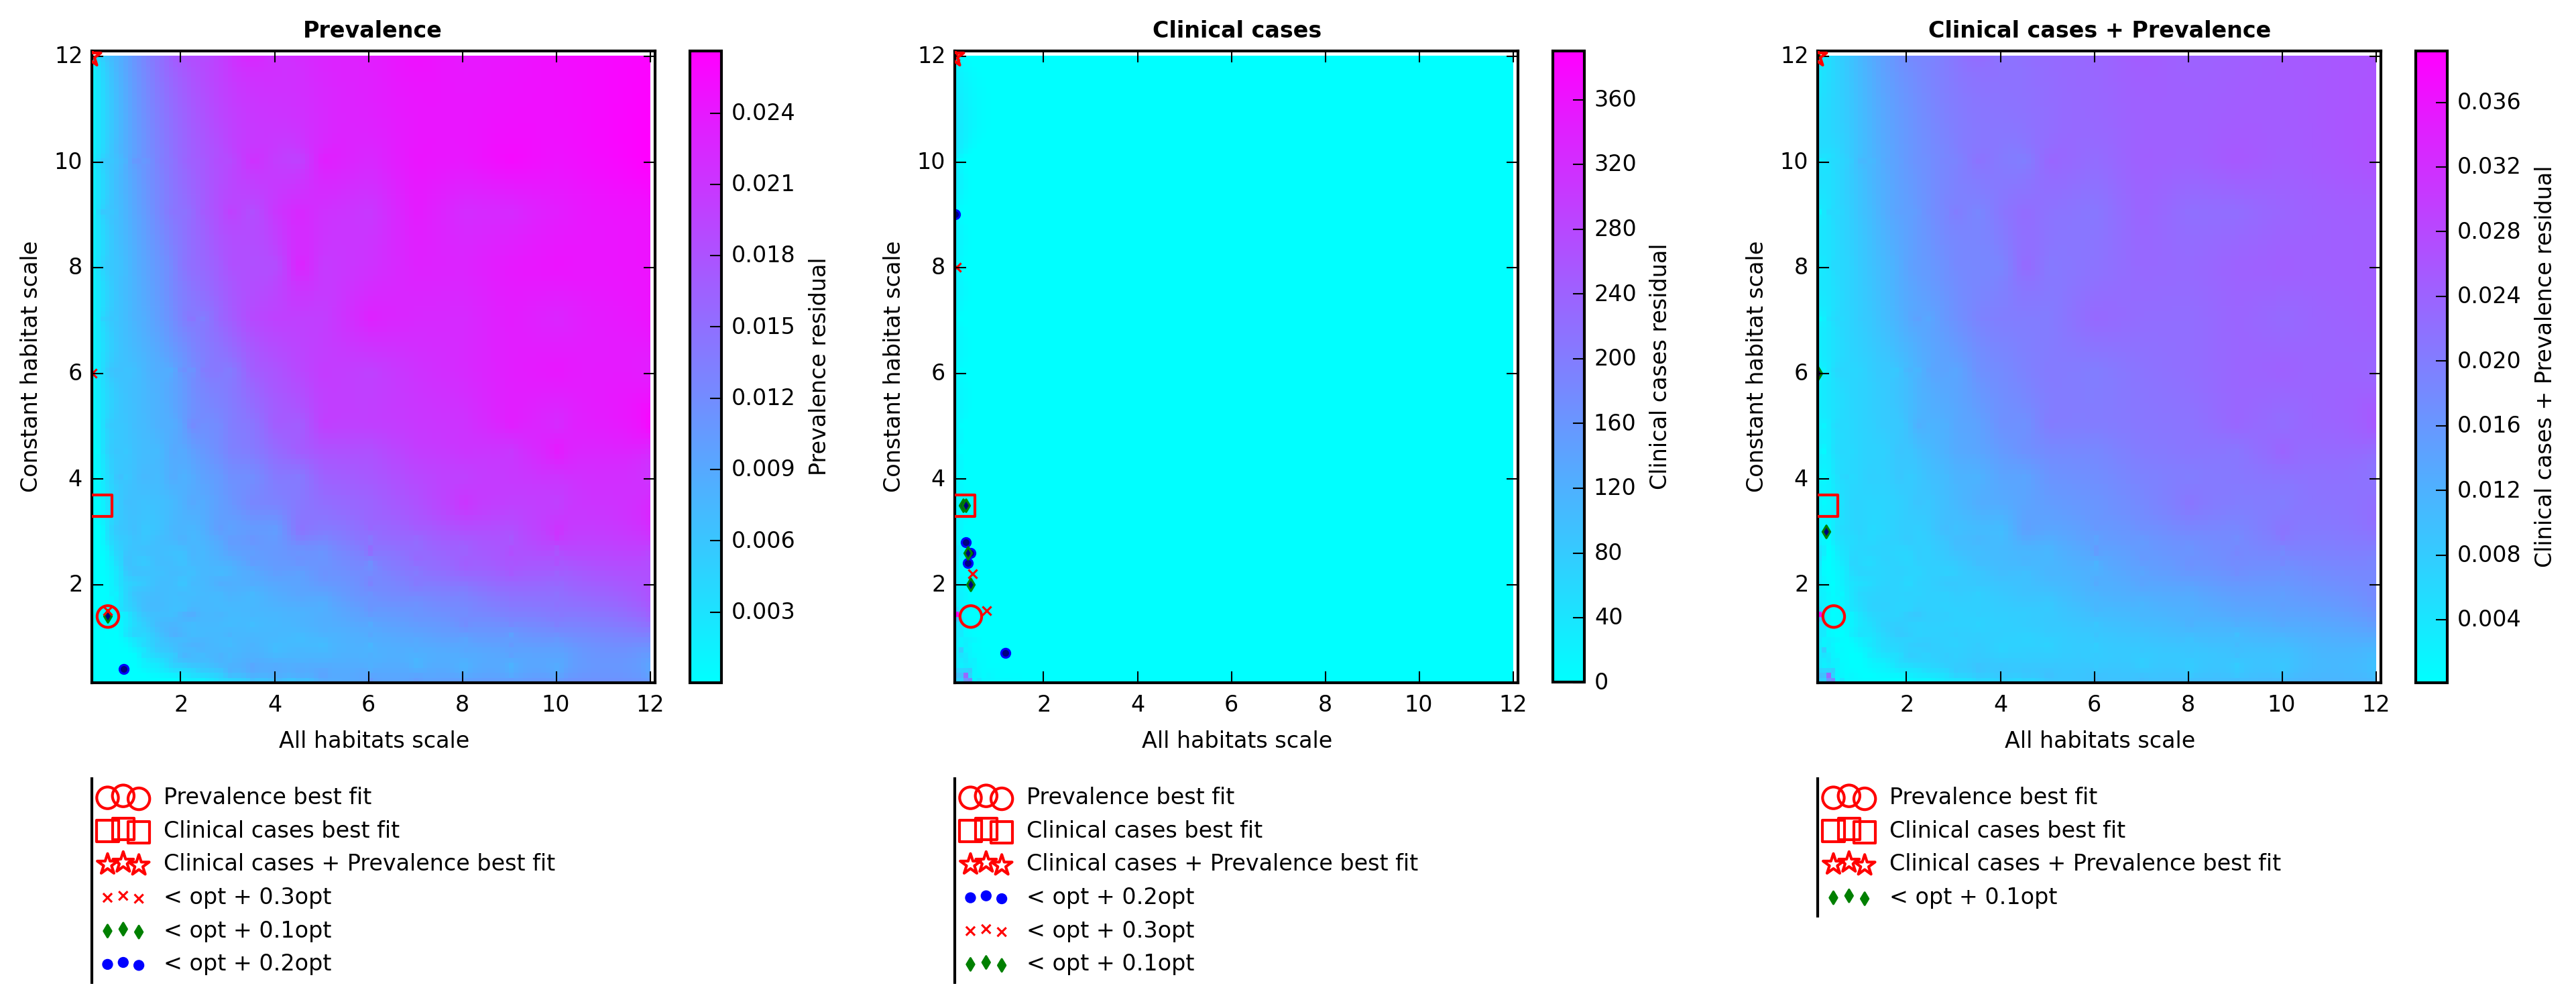 Prevalence
12
10
8
6
4
2
2
4
6
8
10
12
Constant habitat scale
All habitats scale
0.024
0.021
0.018
0.015
0.012
0.009
0.006
0.003
Prevalence residual
Prevalence best fit
Clinical cases best fit
Clinical cases + Prevalence best fit
< opt + 0.3opt
< opt + 0.1opt
< opt + 0.2opt
Clinical cases
12
10
8
6
4
2
2
4
6
8
10
12
Constant habitat scale
All habitats scale
360
320
280
240
200
160
120
80
40
0
Clinical cases residual
Prevalence best fit
Clinical cases best fit
Clinical cases + Prevalence best fit
< opt + 0.2opt
< opt + 0.3opt
< opt + 0.1opt
Clinical cases + Prevalence
12
10
8
6
4
2
2
4
6
8
10
12
Constant habitat scale
All habitats scale
0.036
0.032
0.028
0.024
0.020
0.016
0.012
0.008
0.004
Clinical cases + Prevalence residual
Prevalence best fit
Clinical cases best fit
Clinical cases + Prevalence best fit
< opt + 0.1opt